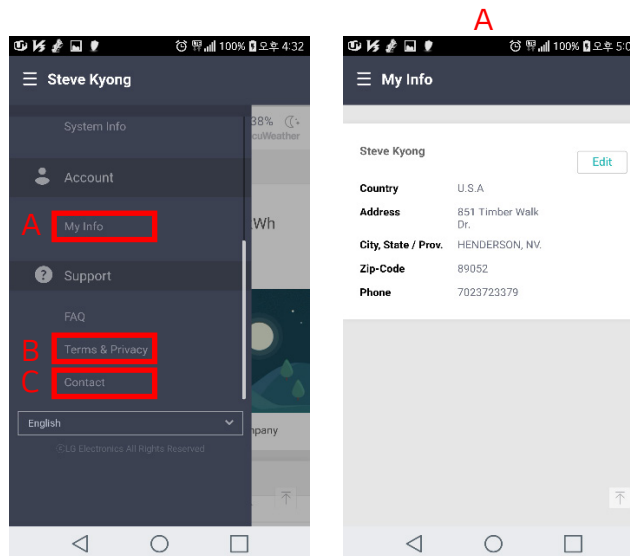 A
100% 오후 4:32
Steve Kyong
System Info
38%
cuWeather
Account
Wh
A My Info
? Support
FAQ
B Terms & Privacy
C Contact
English
mpany
ⓒLG Electronics All Rights Reserved
100% 오후 5:0
My Info
Steve Kyong
Edit
Country U.S.A
Address 851 Timber Walk
Dr.
City, State / Prov. HENDERSON, NV.
Zip-Code 89052
Phone 7023723379